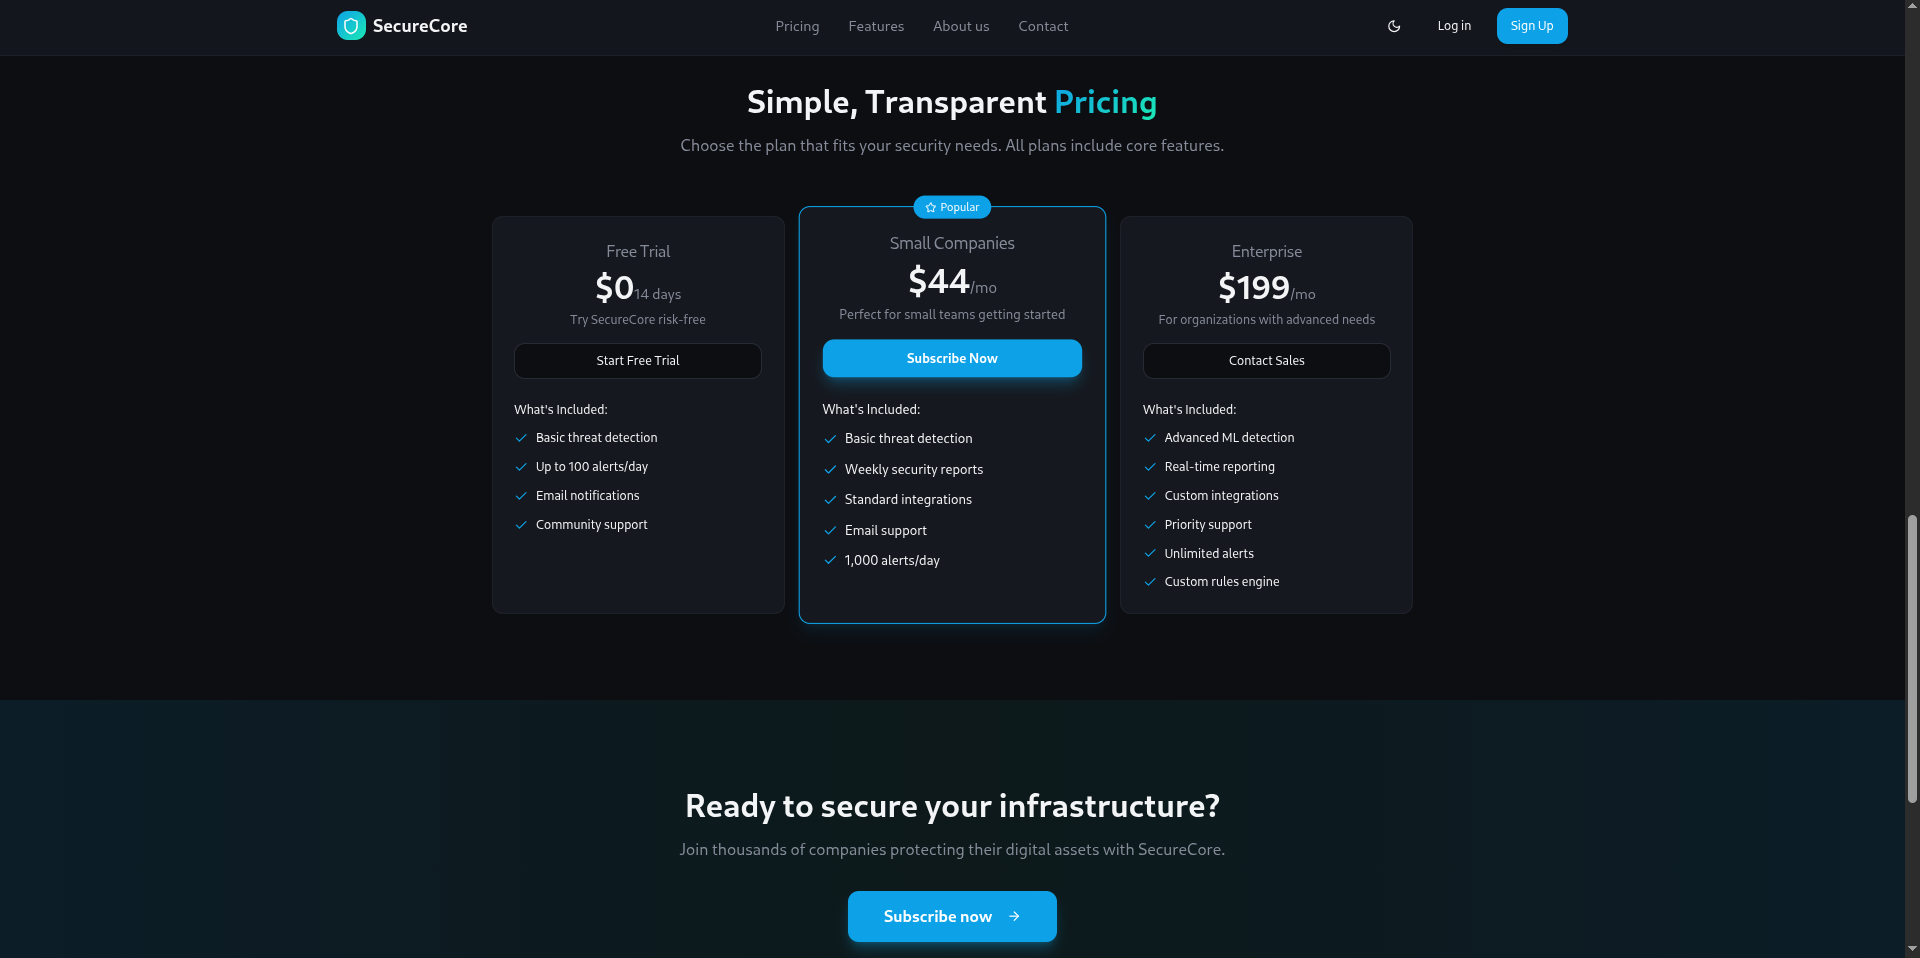 SecureCore
Pricing
Features
About us
Contact
Log in
Sign Up
Simple, Transparent Pricing
Choose the plan that fits your security needs. All plans include core features.
Free Trial
$014 days
Try SecureCore risk-free
Start Free Trial
What's Included:
Basic threat detection
Up to 100 alerts/day
Email notifications
Community support
Popular
Small Companies
$44/mo
Perfect for small teams getting started
Subscribe Now
What's Included:
Basic threat detection
Weekly security reports
Standard integrations
Email support
1,000 alerts/day
Enterprise
$199/mo
For organizations with advanced needs
Contact Sales
What's Included:
Advanced ML detection
Real-time reporting
Custom integrations
Priority support
Unlimited alerts
Custom rules engine
Ready to secure your infrastructure?
Join thousands of companies protecting their digital assets with SecureCore.
Subscribe now